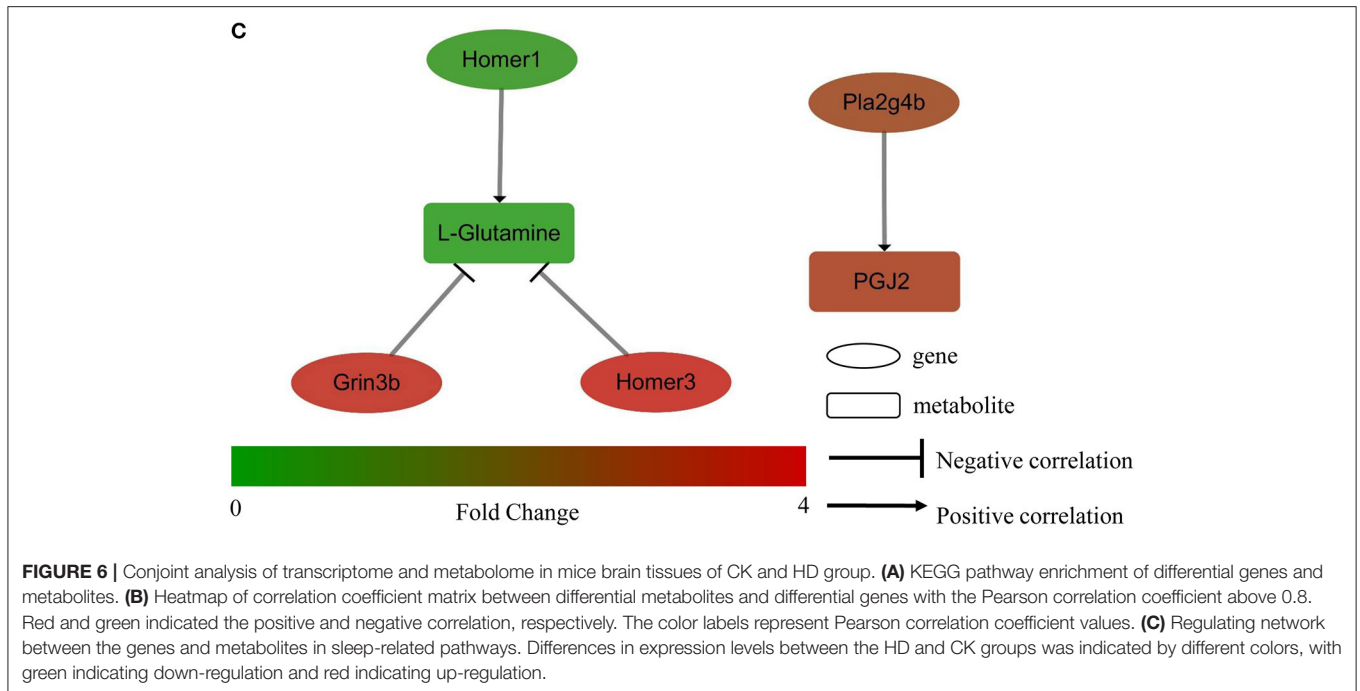 C
Homer1
Pla2g4b
L-Glutamine
PGJ2
Grin3b
Homer3
gene
metabolite
Negative correlation
Positive correlation
0
Fold Change
4
FIGURE 6 | Conjoint analysis of transcriptome and metabolome in mice brain tissues of CK and HD group. (A) KEGG pathway enrichment of differential genes and
metabolites. (B) Heatmap of correlation coefficient matrix between differential metabolites and differential genes with the Pearson correlation coefficient above 0.8.
Red and green indicated the positive and negative correlation, respectively. The color labels represent Pearson correlation coefficient values. (C) Regulating network
between the genes and metabolites in sleep-related pathways. Differences in expression levels between the HD and CK groups was indicated by different colors, with
green indicating down-regulation and red indicating up-regulation.